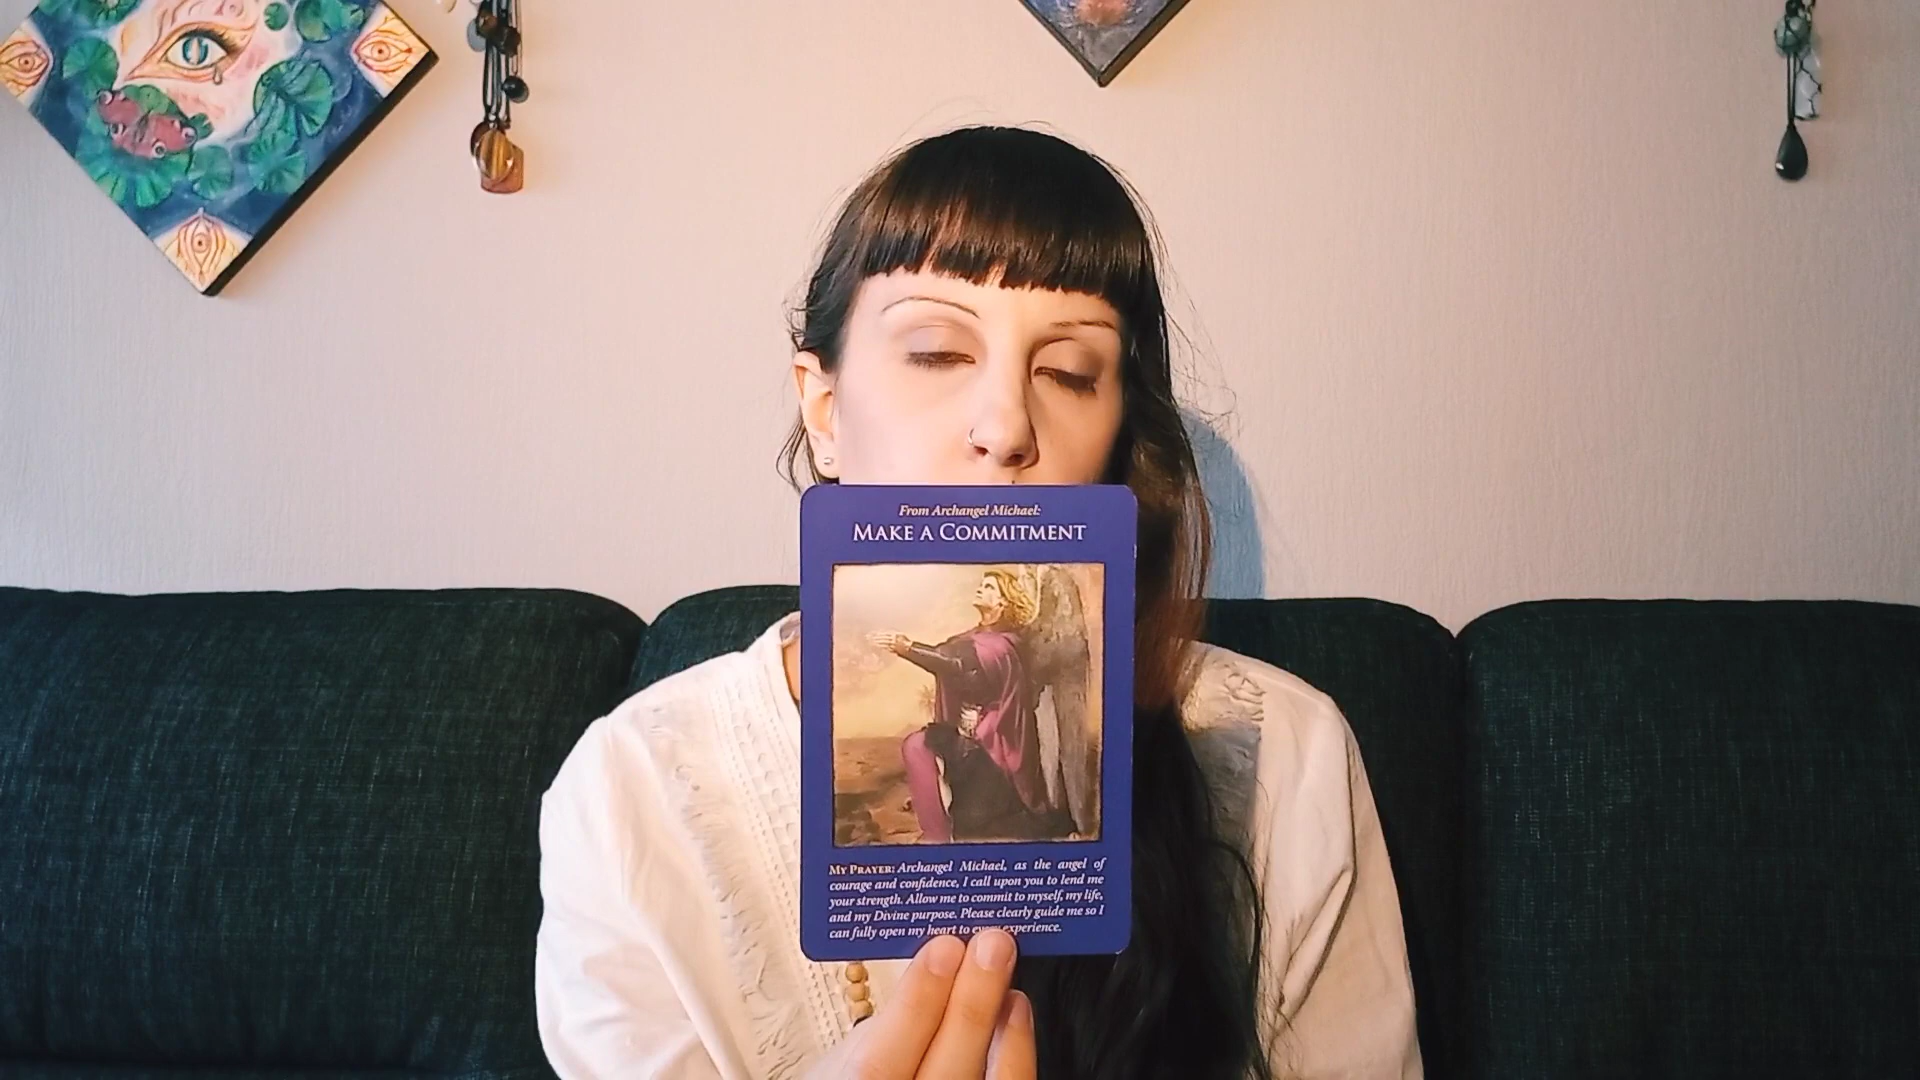 From Archangel Michael:
MAKE A COMMITMENT
MY PRAYER: Archangel Michael, as the angel of
courage and confidence, I call upon you to lend me
your strength. Allow me to commit to myself, my life,
and my Divine purpose. Please clearly guide me so I
can fully open my heart to every experience.